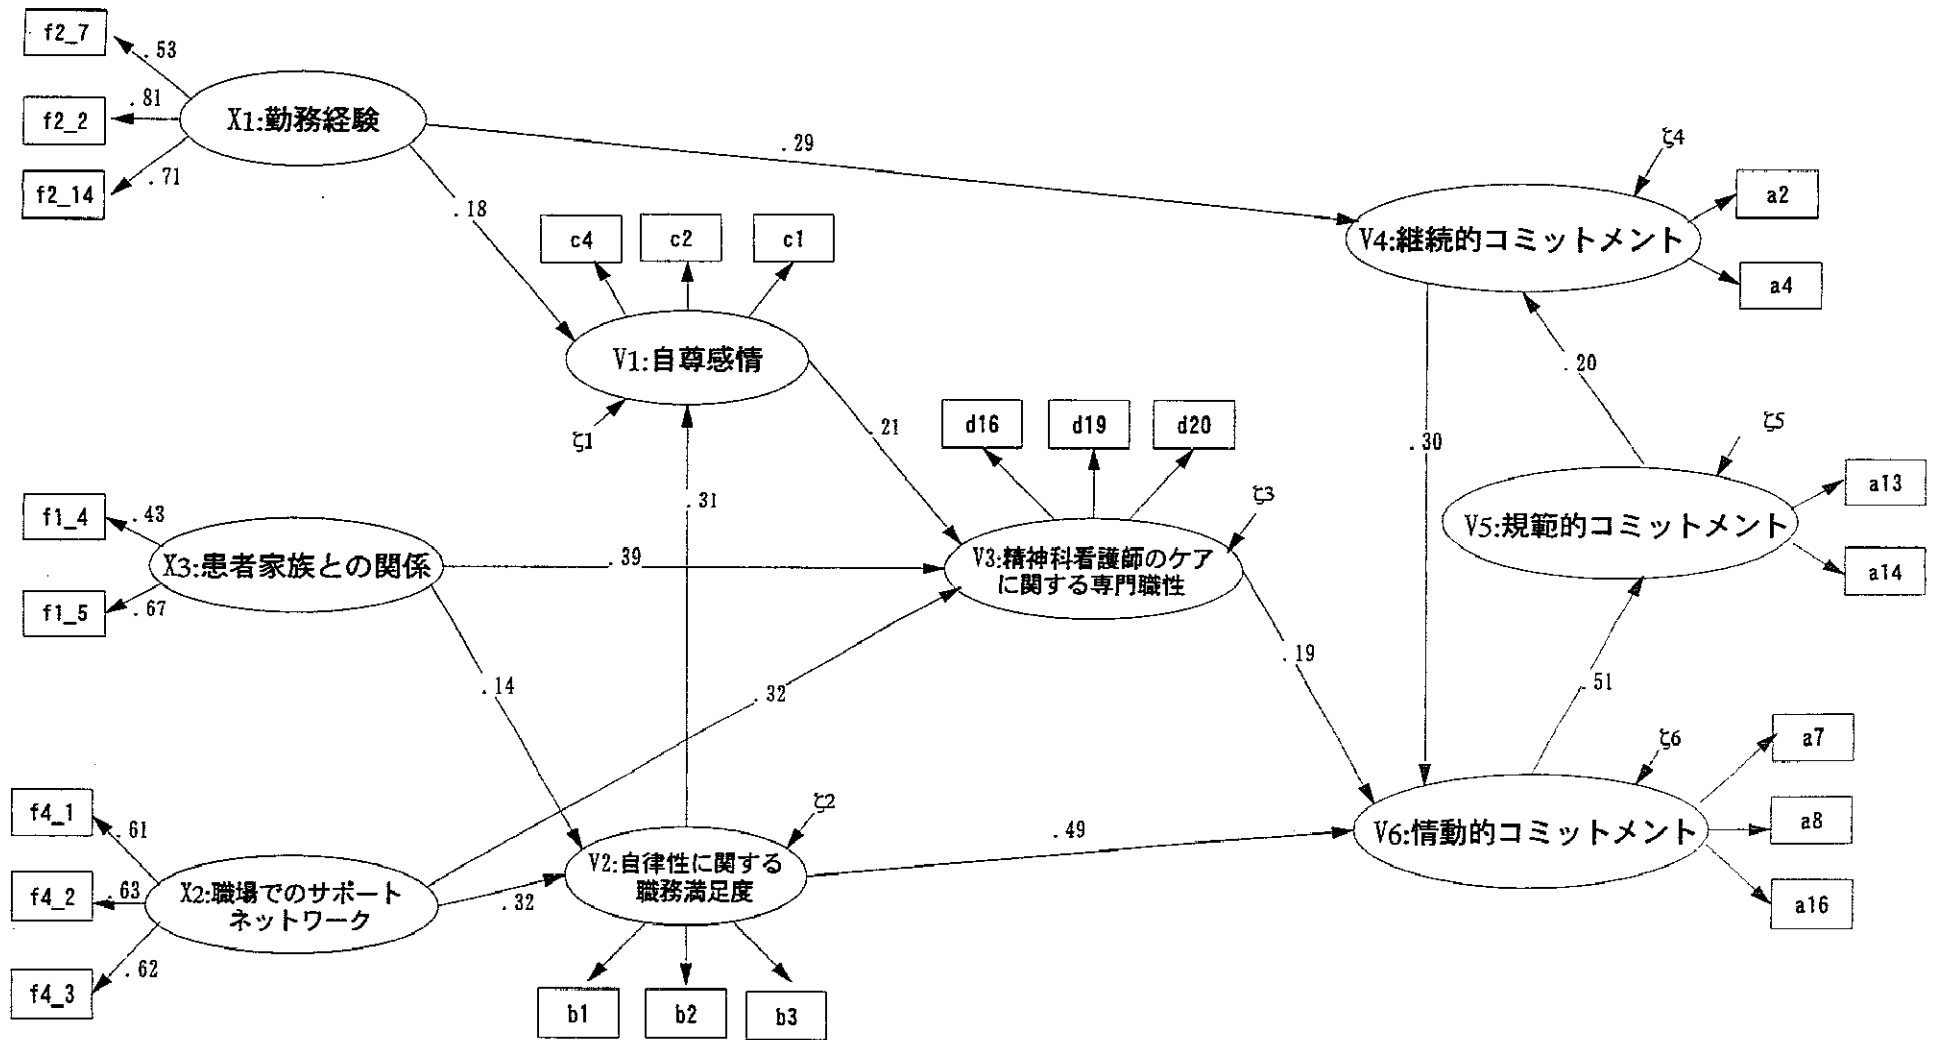 f2_7
.53
f2_2
.81
f2_14
.71
X1:勤務経験
.29
.18
ζ4
a2
V4:継続的コミットメント
a4
c4
c2
c1
V1:自尊感情
ζ1
.21
.31
.20
.30
d16
d19
d20
ζ3
ζ5
a13
V5:規範的コミットメント
a14
f1_4
.43
X3:患者家族との関係
.39
f1_5
.67
V3:精神科看護師のケア
に関する専門職性
.14
.32
.19
.51
f4_1
.61
f4_2
.63
f4_3
.62
X2:職場でのサポート
ネットワーク
.32
ζ2
V2:自律性に関する
職務満足度
.49
ζ6
a7
V6:情動的コミットメント
a8
a16
b1
b2
b3